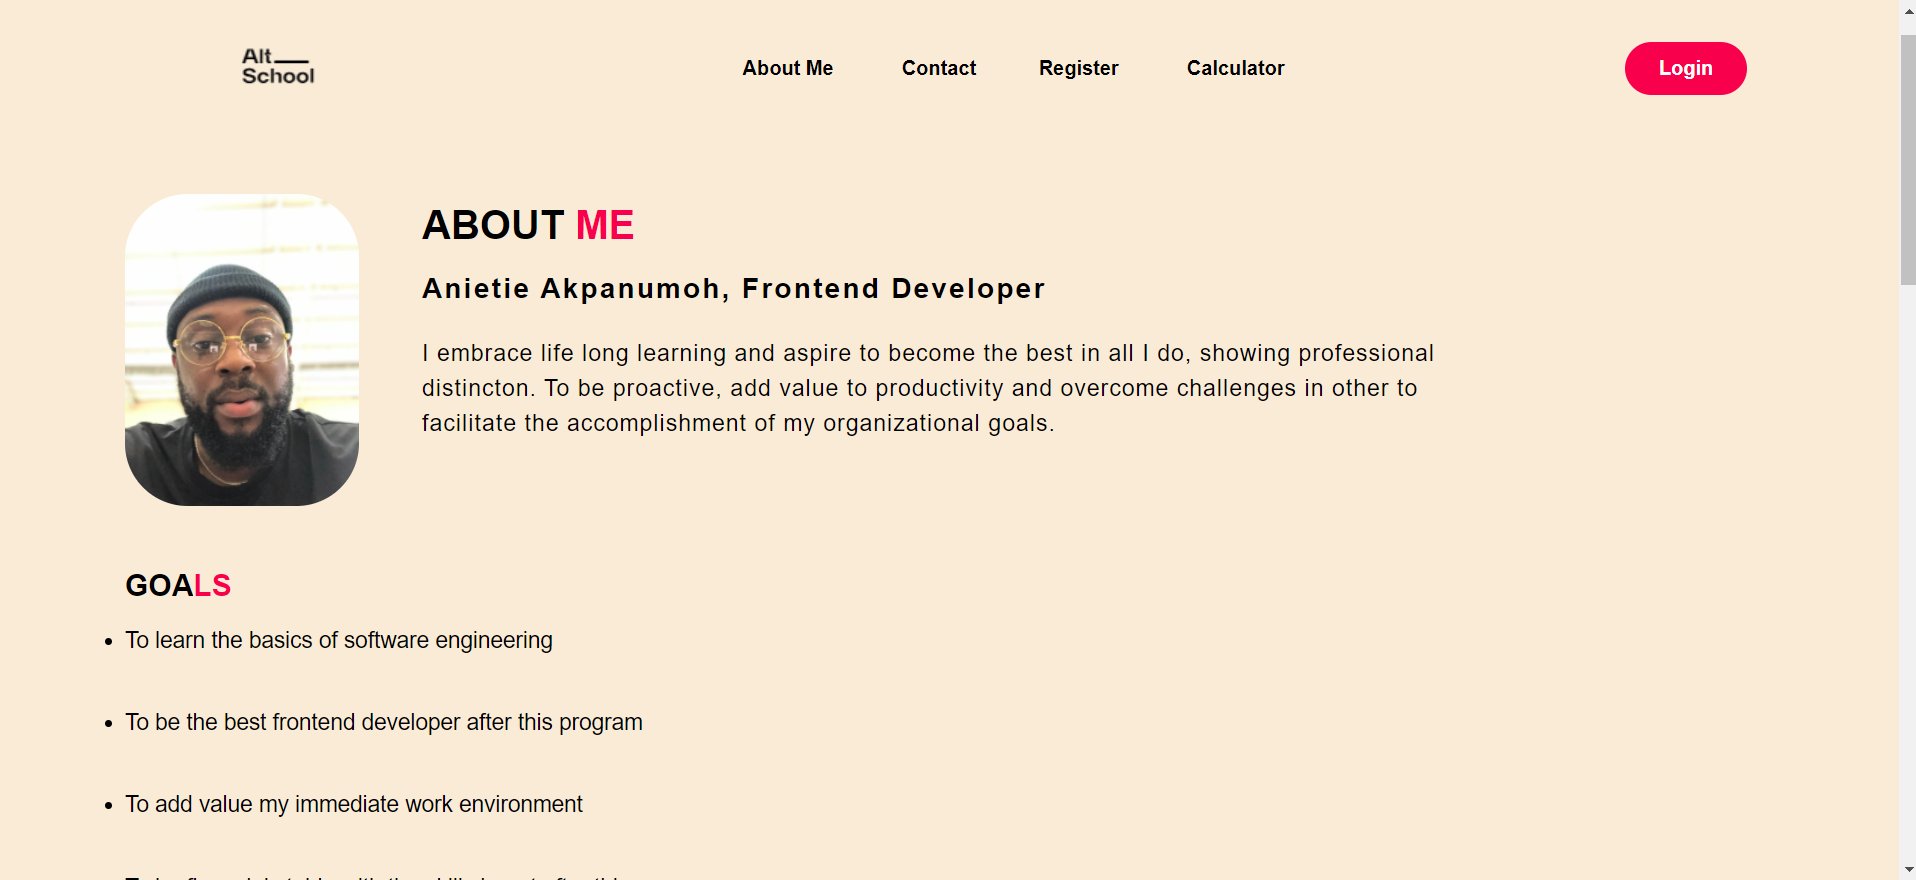 Alt
School
About Me
Contact
Register
Calculator
Login
ABOUT ME
Anietie Akpanumoh, Frontend Developer
I embrace life long learning and aspire to become the best in all I do, showing professional
distincton. To be proactive, add value to productivity and overcome challenges in other to
facilitate the accomplishment of my organizational goals.
GOALS
To learn the basics of software engineering
To be the best frontend developer after this program
To add value my immediate work environment